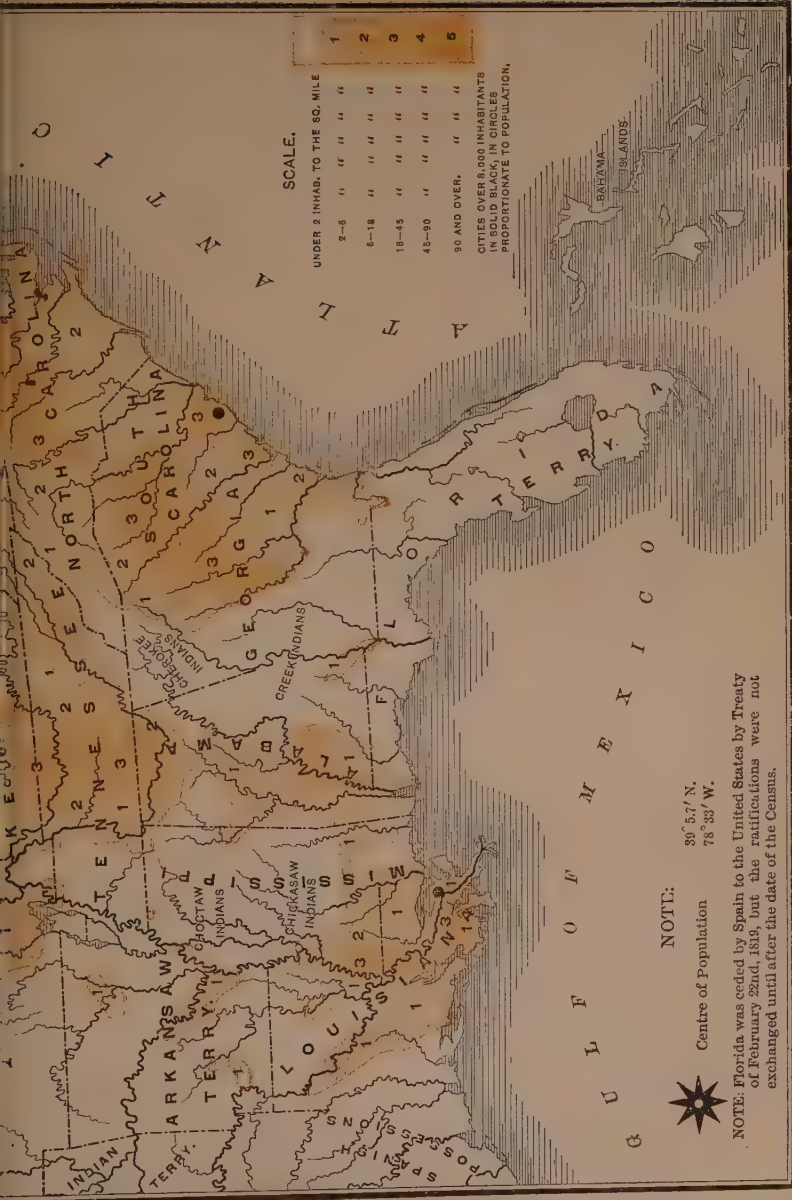 SCALE.
UNDER 2 INHAB. TO THE SQ. MILE 1
2–6 " " " " " 2
6–18 " " " " 3
18–45 " " " " 4
45–90 " " " " 5
90 AND OVER. " "
CITIES OVER 8,000 INHABITANTS
IN SOLID BLACK, IN CIRCLES
PROPORTIONATE TO POPULATION.
ATLANTIC
BAHAMA
ISLANDS
NORTH CAROLINA
SOUTH
CAROLINA
GEORGIA
TENNESSEE
CHEROKEE
INDIANS
CREEK INDIANS
ALABAMA
MISSISSIPPI
CHOCTAW
INDIANS
CHICKASAW
INDIANS
FLORIDA
TERRY.
ARKANSAW
TERRY.
LOUISIANA
INDIAN
TERRY.
SPANISH
POSSESSIONS
GULF OF MEXICO
NOTE:
Centre of Population 39° 5.7′ N.
78° 33′ W.
NOTE: Florida was ceded by Spain to the United States by Treaty
of February 22nd, 1819, but the ratifications were not
exchanged until after the date of the Census.